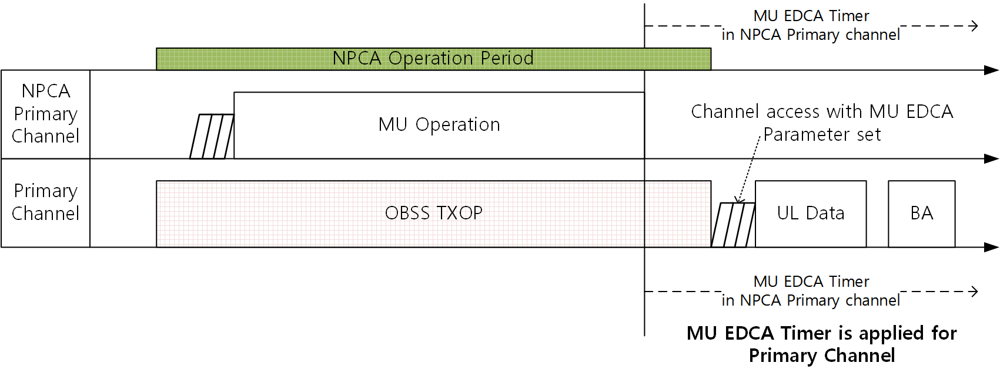 MU EDCA Timer
in NPCA Primary channel
NPCA Operation Period
NPCA
Primary
Channel
MU Operation
Channel access with MU EDCA
Parameter set
Primary
Channel
OBSS TXOP
UL Data
BA
MU EDCA Timer
in NPCA Primary channel
MU EDCA Timer is applied for
Primary Channel